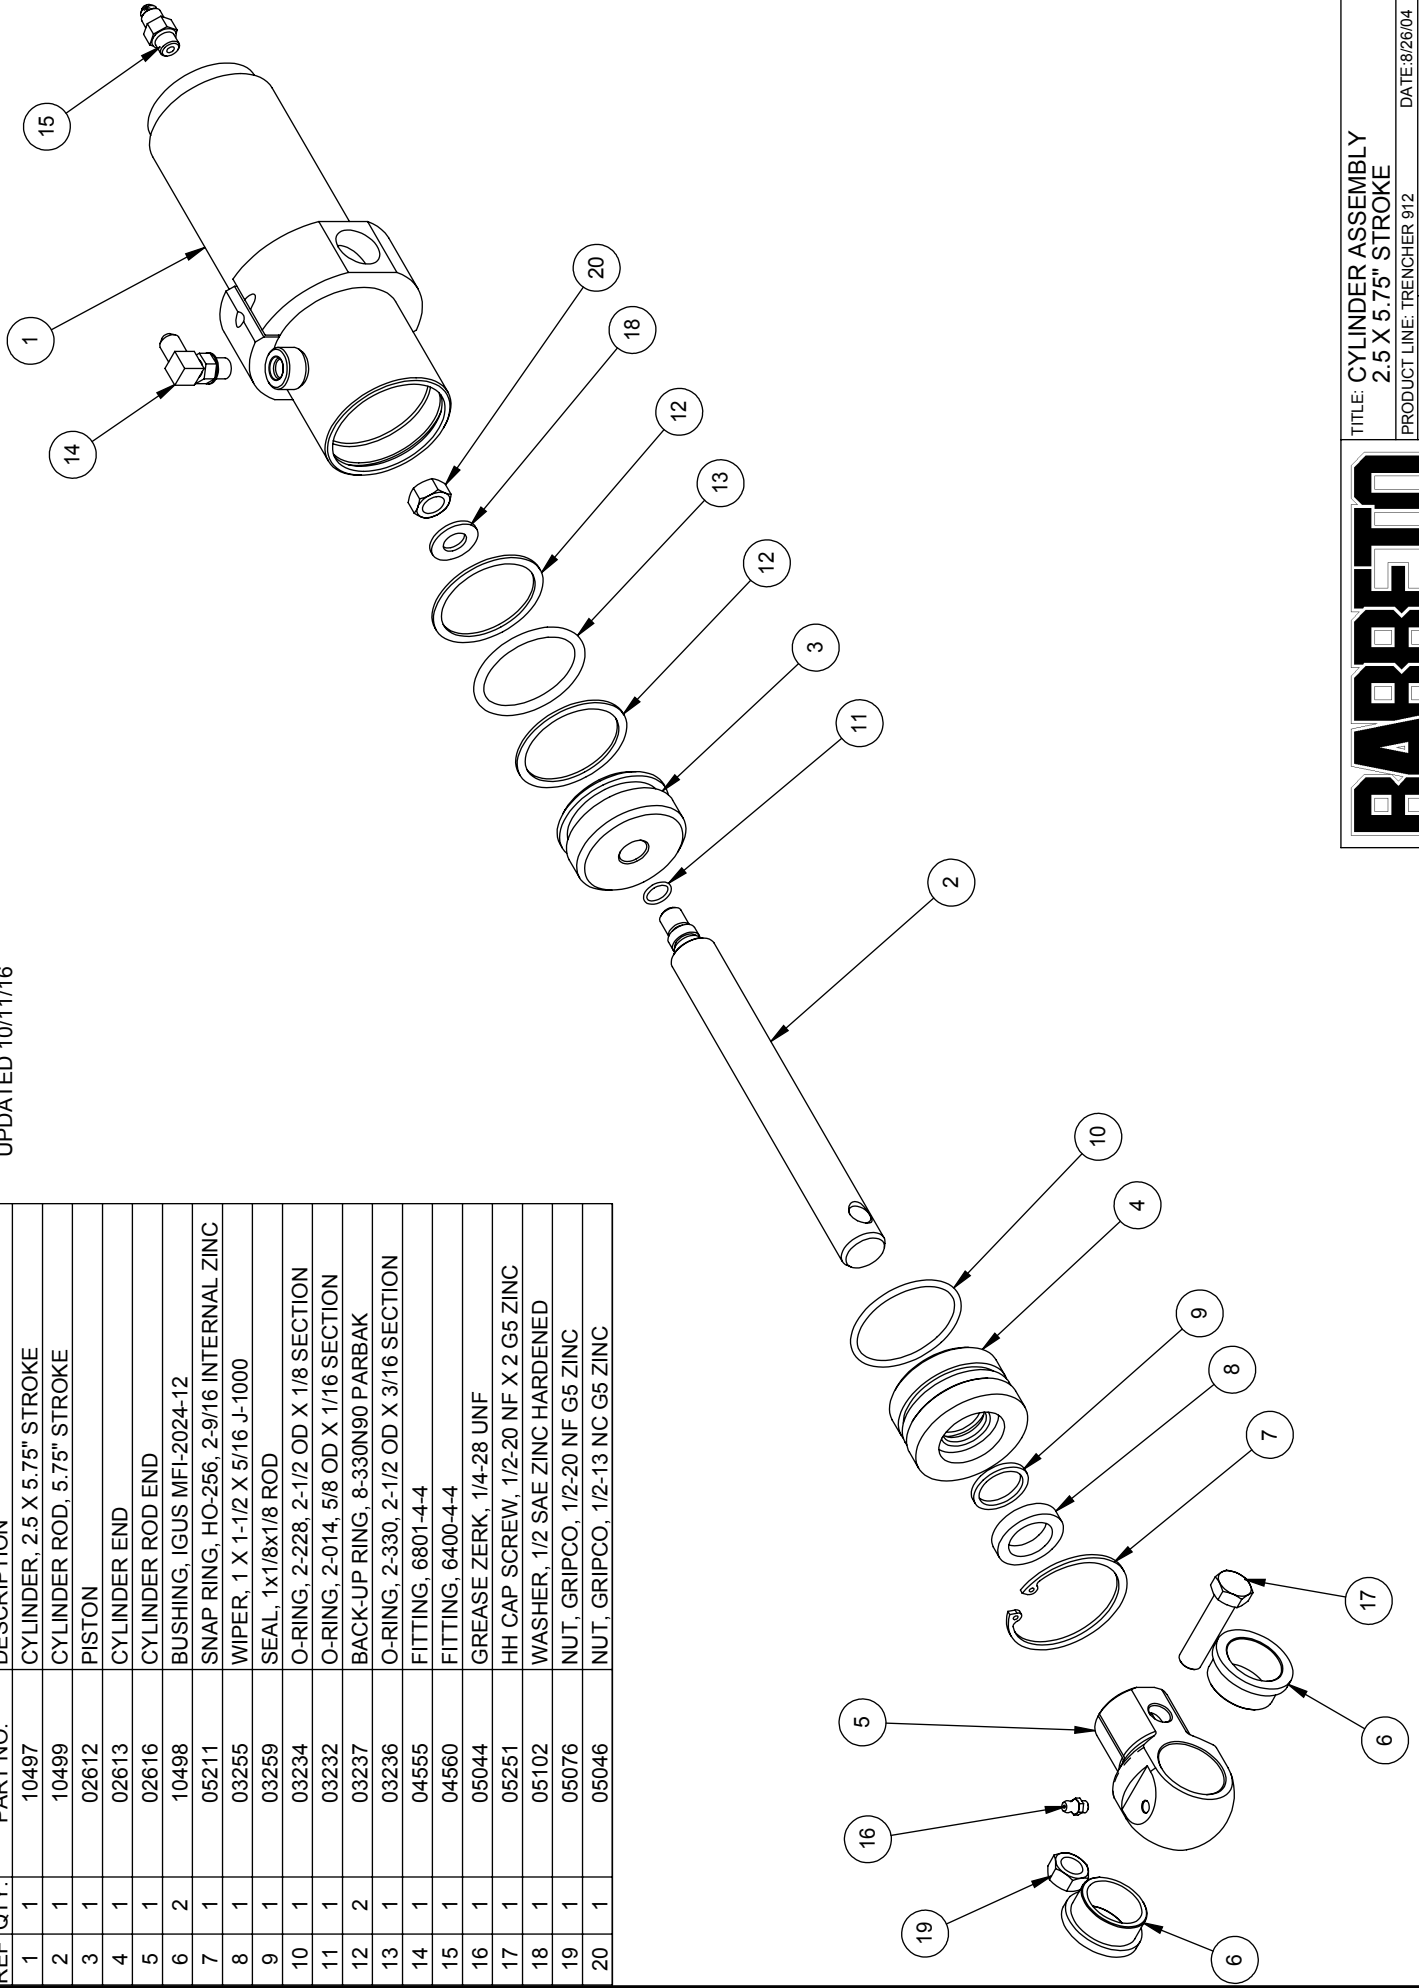 UPDATED 10/11/16
REF QTY. PART NO. DESCRIPTION
1 1 10497 CYLINDER, 2.5 X 5.75" STROKE
2 1 10499 CYLINDER ROD, 5.75" STROKE
3 1 02612 PISTON
4 1 02613 CYLINDER END
5 1 02616 CYLINDER ROD END
6 2 10498 BUSHING, IGUS MFI-2024-12
7 1 05211 SNAP RING, HO-256, 2-9/16 INTERNAL ZINC
8 1 03255 WIPER, 1 X 1-1/2 X 5/16 J-1000
9 1 03259 SEAL, 1x1/8x1/8 ROD
10 1 03234 O-RING, 2-228, 2-1/2 OD X 1/8 SECTION
11 1 03232 O-RING, 2-014, 5/8 OD X 1/16 SECTION
12 2 03237 BACK-UP RING, 8-330N90 PARBAK
13 1 03236 O-RING, 2-330, 2-1/2 OD X 3/16 SECTION
14 1 04555 FITTING, 6801-4-4
15 1 04560 FITTING, 6400-4-4
16 1 05044 GREASE ZERK, 1/4-28 UNF
17 1 05251 HH CAP SCREW, 1/2-20 NF X 2 G5 ZINC
18 1 05102 WASHER, 1/2 SAE ZINC HARDENED
19 1 05076 NUT, GRIPCO, 1/2-20 NF G5 ZINC
20 1 05046 NUT, GRIPCO, 1/2-13 NC G5 ZINC
15
1
14
20
18
12
13
12
3
11
2
10
4
9
8
7
17
6
5
16
19
6
BARRETO
TITLE: CYLINDER ASSEMBLY
2.5 X 5.75" STROKE
PRODUCT LINE: TRENCHER 912 DATE:8/26/04